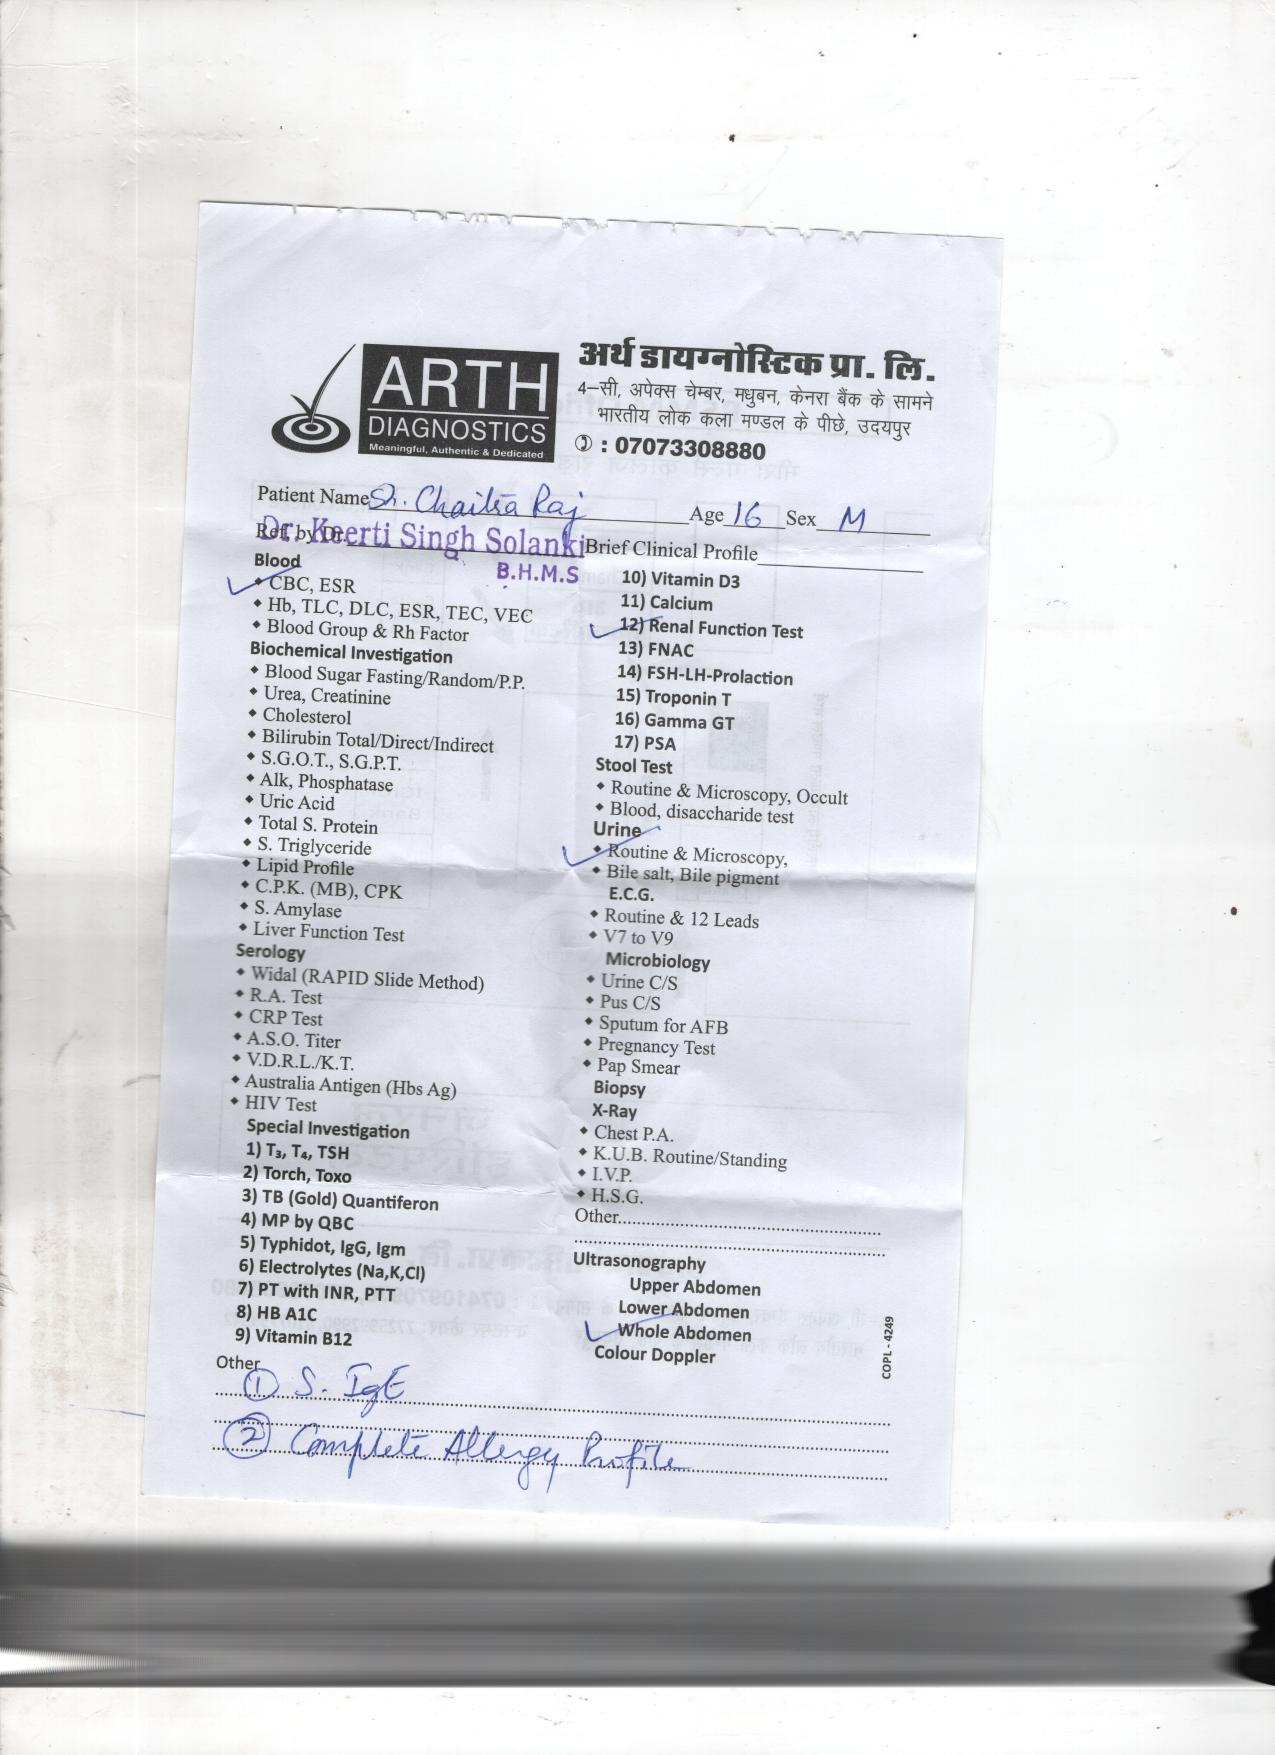 ARTH
DIAGNOSTICS
Meaningful, Authentic & Dedicated
अर्थ डायग्नोस्टिक प्रा. लि.
4–सी, अपेक्स चेम्बर, मधुबन, केनरा बैंक के सामने
भारतीय लोक कला मण्डल के पीछे, उदयपुर
: 07073308880
Patient Name Sh. Chaitra Raj Age 16 Sex M
Ref. by Dr. Dr. Keerti Singh Solanki
B.H.M.S
Brief Clinical Profile
Blood
CBC, ESR
Hb, TLC, DLC, ESR, TEC, VEC
Blood Group & Rh Factor
Biochemical Investigation
Blood Sugar Fasting/Random/P.P.
Urea, Creatinine
Cholesterol
Bilirubin Total/Direct/Indirect
S.G.O.T., S.G.P.T.
Alk, Phosphatase
Uric Acid
Total S. Protein
S. Triglyceride
Lipid Profile
C.P.K. (MB), CPK
S. Amylase
Liver Function Test
Serology
Widal (RAPID Slide Method)
R.A. Test
CRP Test
A.S.O. Titer
V.D.R.L./K.T.
Australia Antigen (Hbs Ag)
HIV Test
Special Investigation
1) T₃, T₄, TSH
2) Torch, Toxo
3) TB (Gold) Quantiferon
4) MP by QBC
5) Typhidot, IgG, Igm
6) Electrolytes (Na,K,Cl)
7) PT with INR, PTT
8) HB A1C
9) Vitamin B12
10) Vitamin D3
11) Calcium
12) Renal Function Test
13) FNAC
14) FSH-LH-Prolaction
15) Troponin T
16) Gamma GT
17) PSA
Stool Test
Routine & Microscopy, Occult
Blood, disaccharide test
Urine
Routine & Microscopy,
Bile salt, Bile pigment
E.C.G.
Routine & 12 Leads
V7 to V9
Microbiology
Urine C/S
Pus C/S
Sputum for AFB
Pregnancy Test
Pap Smear
Biopsy
X-Ray
Chest P.A.
K.U.B. Routine/Standing
I.V.P.
H.S.G.
Other
Ultrasonography
Upper Abdomen
Lower Abdomen
Whole Abdomen
Colour Doppler
COPL - 4249
Other
1 S. IgE
2 Complete Allergy Profile